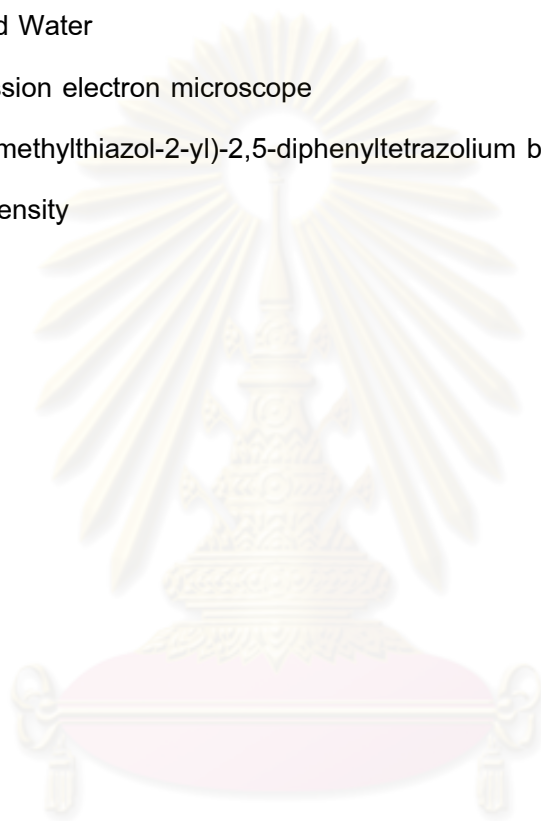 d Water
ssion electron microscope
methylthiazol-2-yl)-2,5-diphenyltetrazolium b
ensity